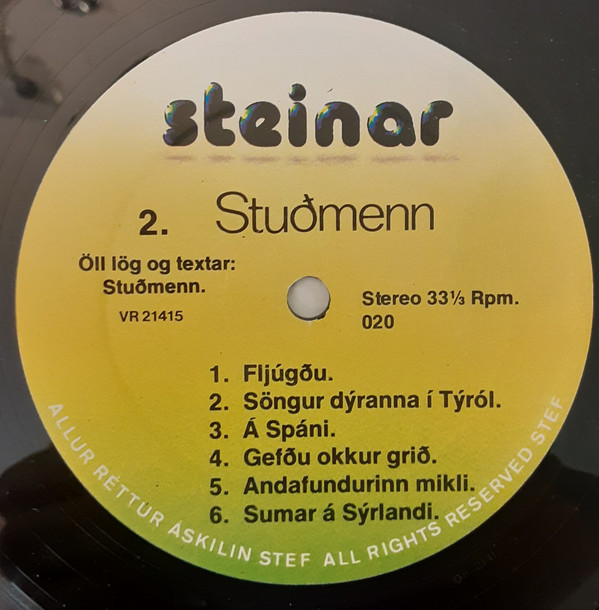 steinar
2. Stuðmenn
Öll lög og textar:
Stuðmenn.
VR 21415
Stereo 33⅓ Rpm.
020
1. Fljúgðu.
2. Söngur dýranna í Týról.
3. Á Spáni.
4. Gefðu okkur grið.
5. Andafundurinn mikli.
6. Sumar á Sýrlandi.
ALLUR RÉTTUR ÁSKILIN STEF ALL RIGHTS RESERVED STEF